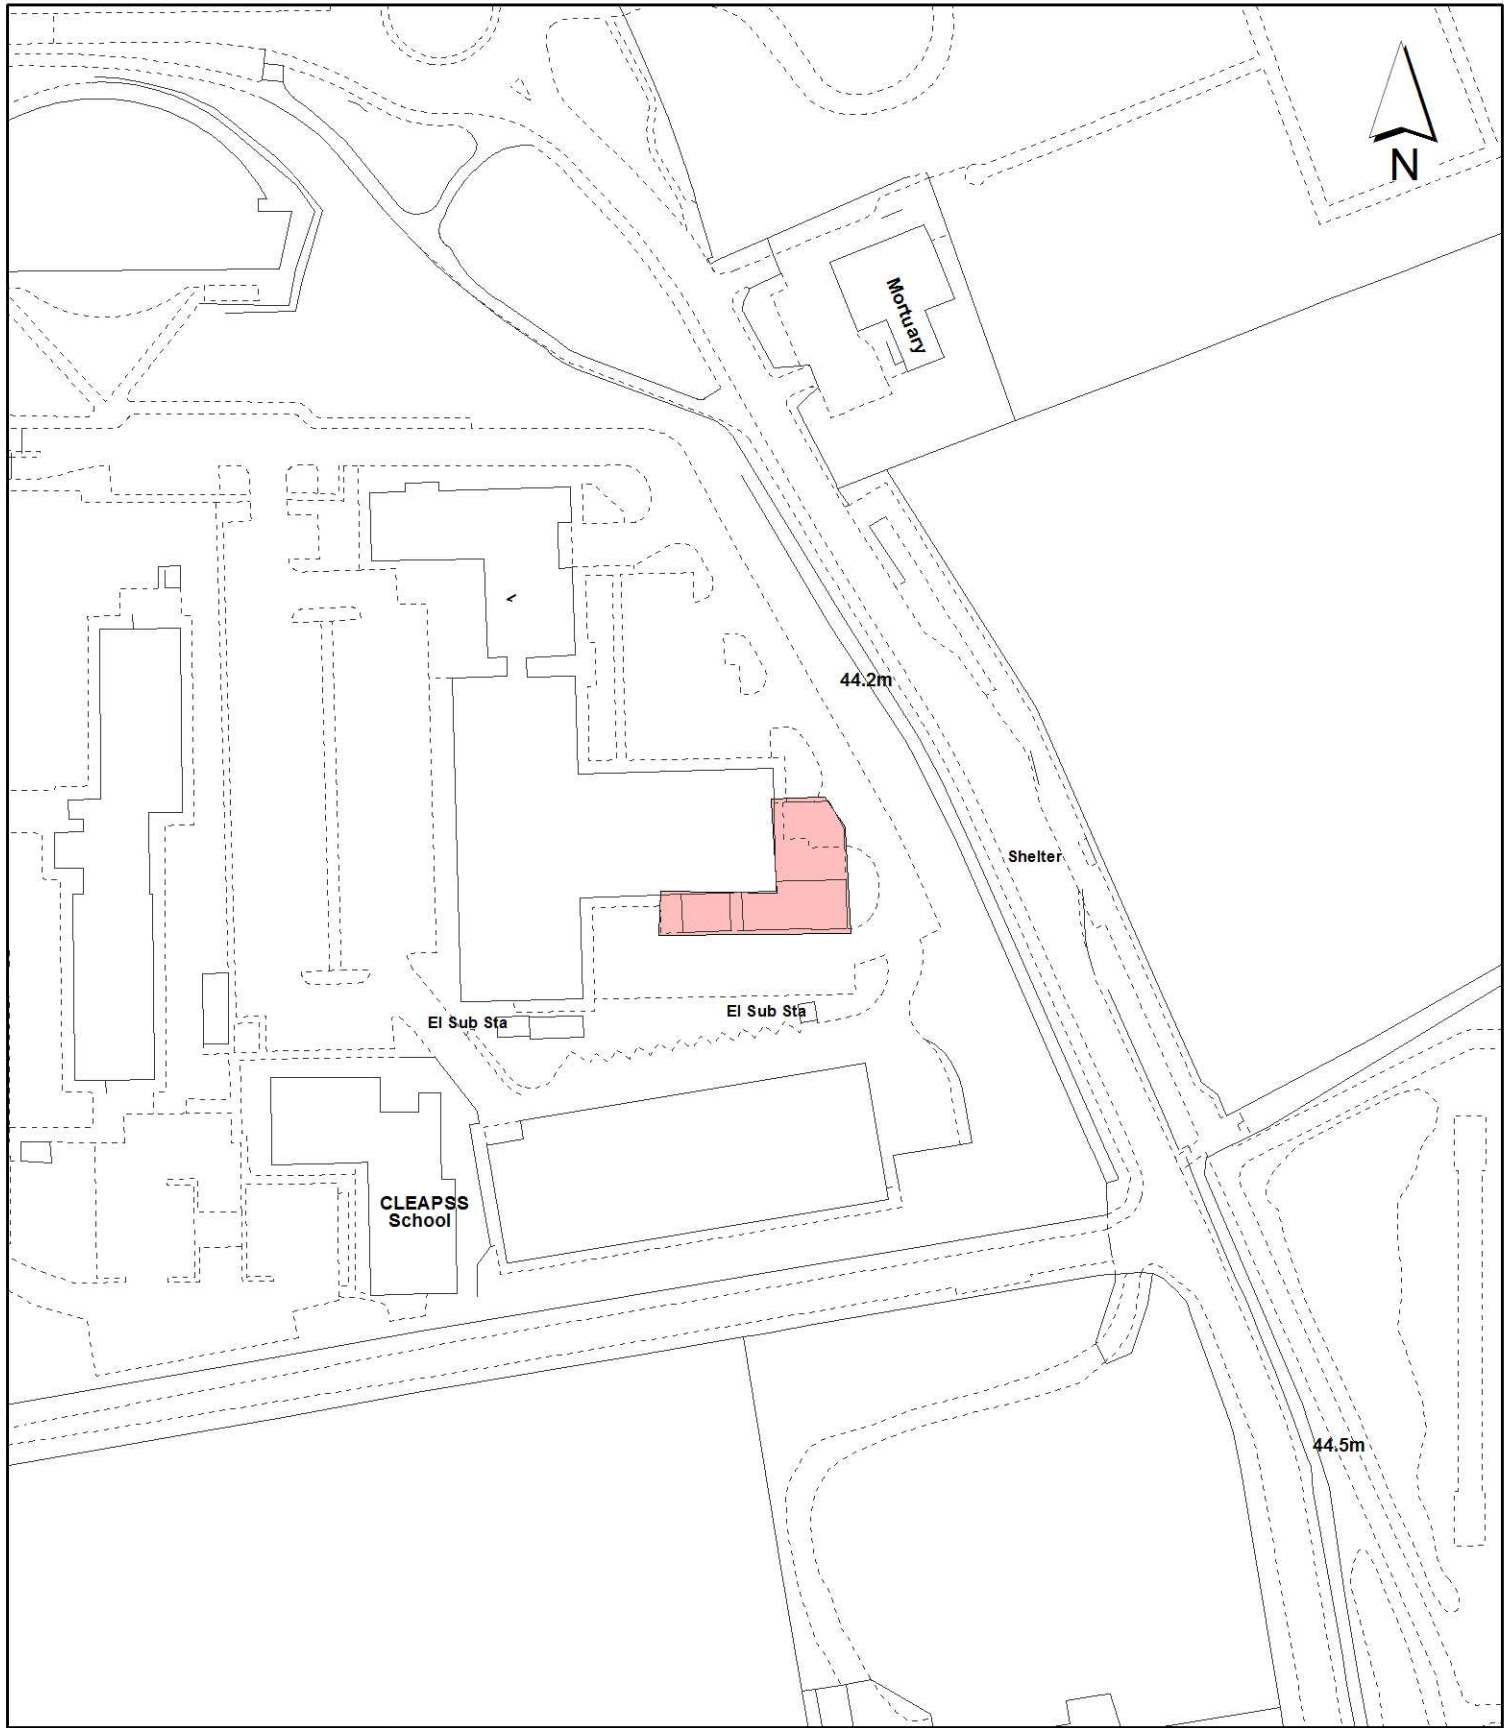 N
Mortuary
44.2m
Shelter
El Sub Sta
El Sub Sta
CLEAPSS
School
44.5m